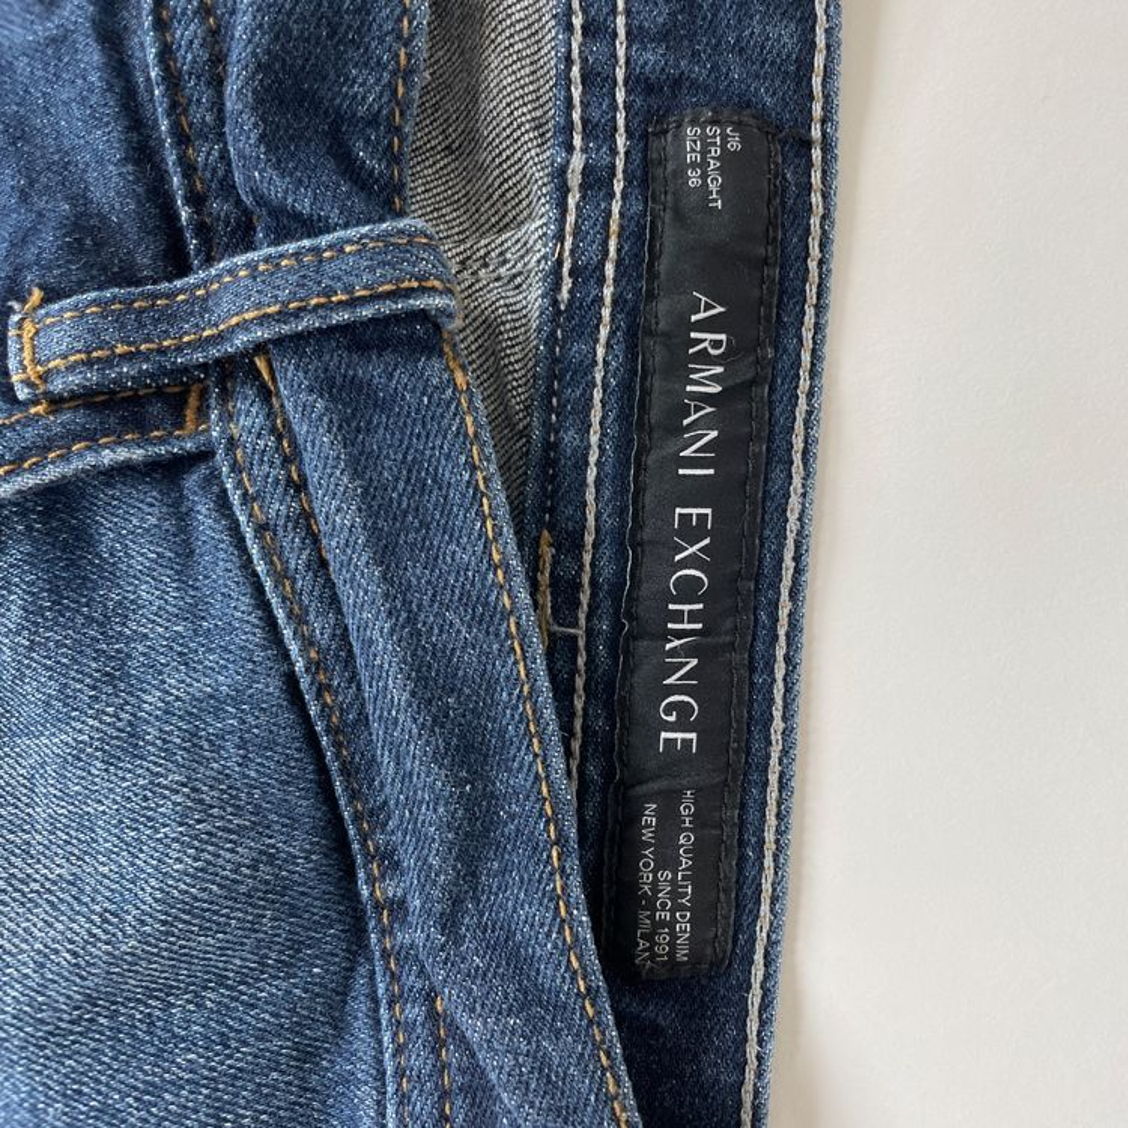 J16
STRAIGHT
SIZE 36
ARMANI EXCHANGE
HIGH QUALITY DENIM
SINCE 1991
NEW YORK - MILAN